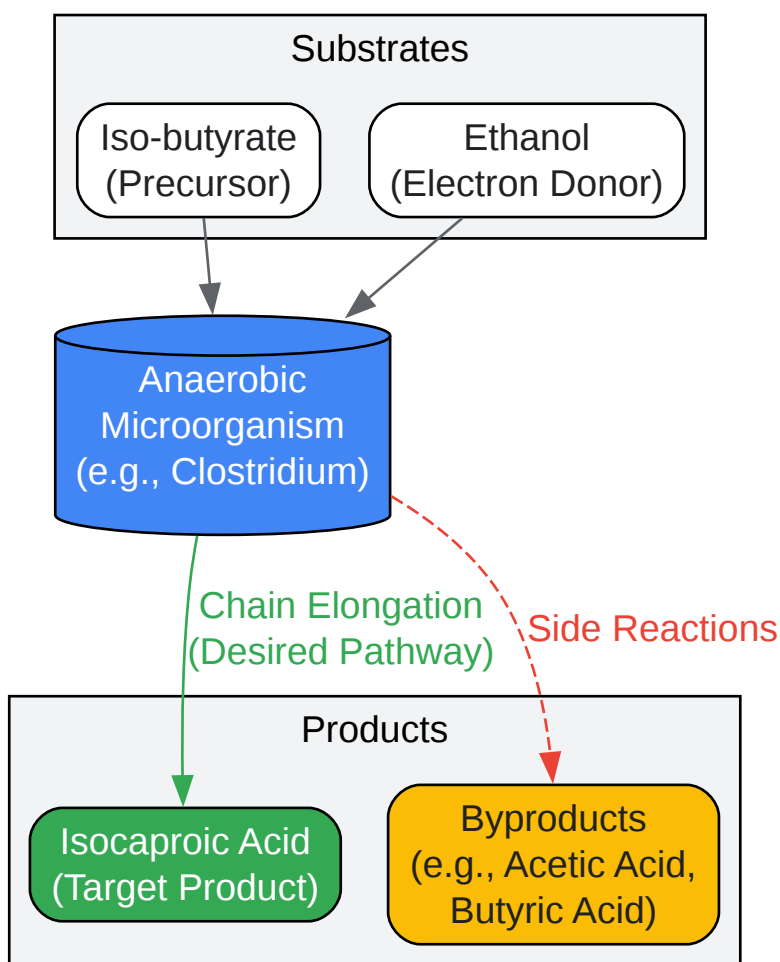 Substrates
Iso-butyrate
(Precursor)
Ethanol
(Electron Donor)
Anaerobic
Microorganism
(e.g., Clostridium)
Chain Elongation
(Desired Pathway)
Side Reactions
Products
Isocaproic Acid
(Target Product)
Byproducts
(e.g., Acetic Acid,
Butyric Acid)